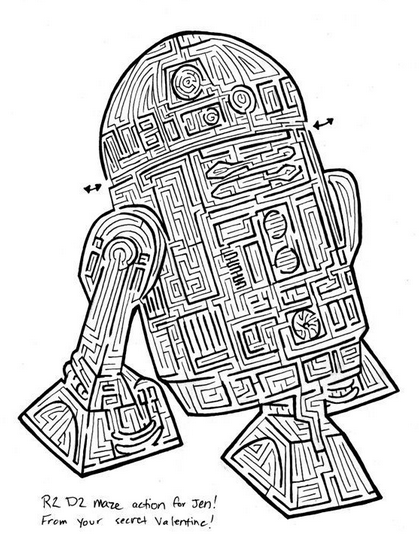 R2 D2 maze action for Jen!
From your secret Valentine!